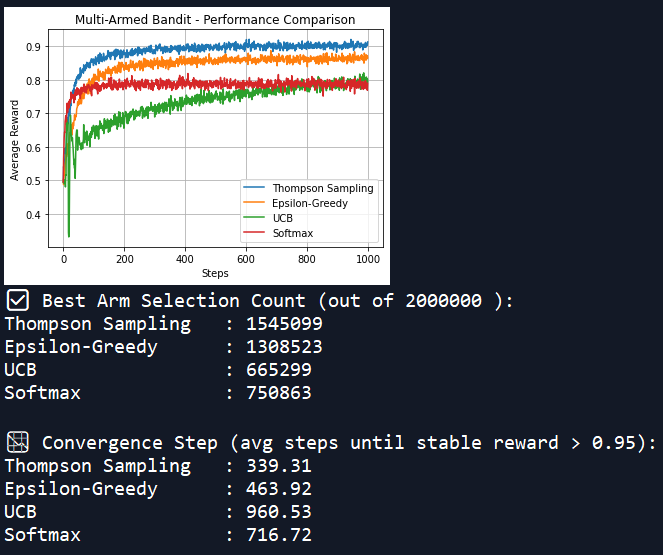 Multi-Armed Bandit - Performance Comparison
0.9
0.8
0.7
0.6
0.5
0.4
Average Reward
0
200
400
600
800
1000
Steps
Thompson Sampling
Epsilon-Greedy
UCB
Softmax
Best Arm Selection Count (out of 2000000 ):
Thompson Sampling : 1545099
Epsilon-Greedy : 1308523
UCB : 665299
Softmax : 750863
Convergence Step (avg steps until stable reward > 0.95):
Thompson Sampling : 339.31
Epsilon-Greedy : 463.92
UCB : 960.53
Softmax : 716.72